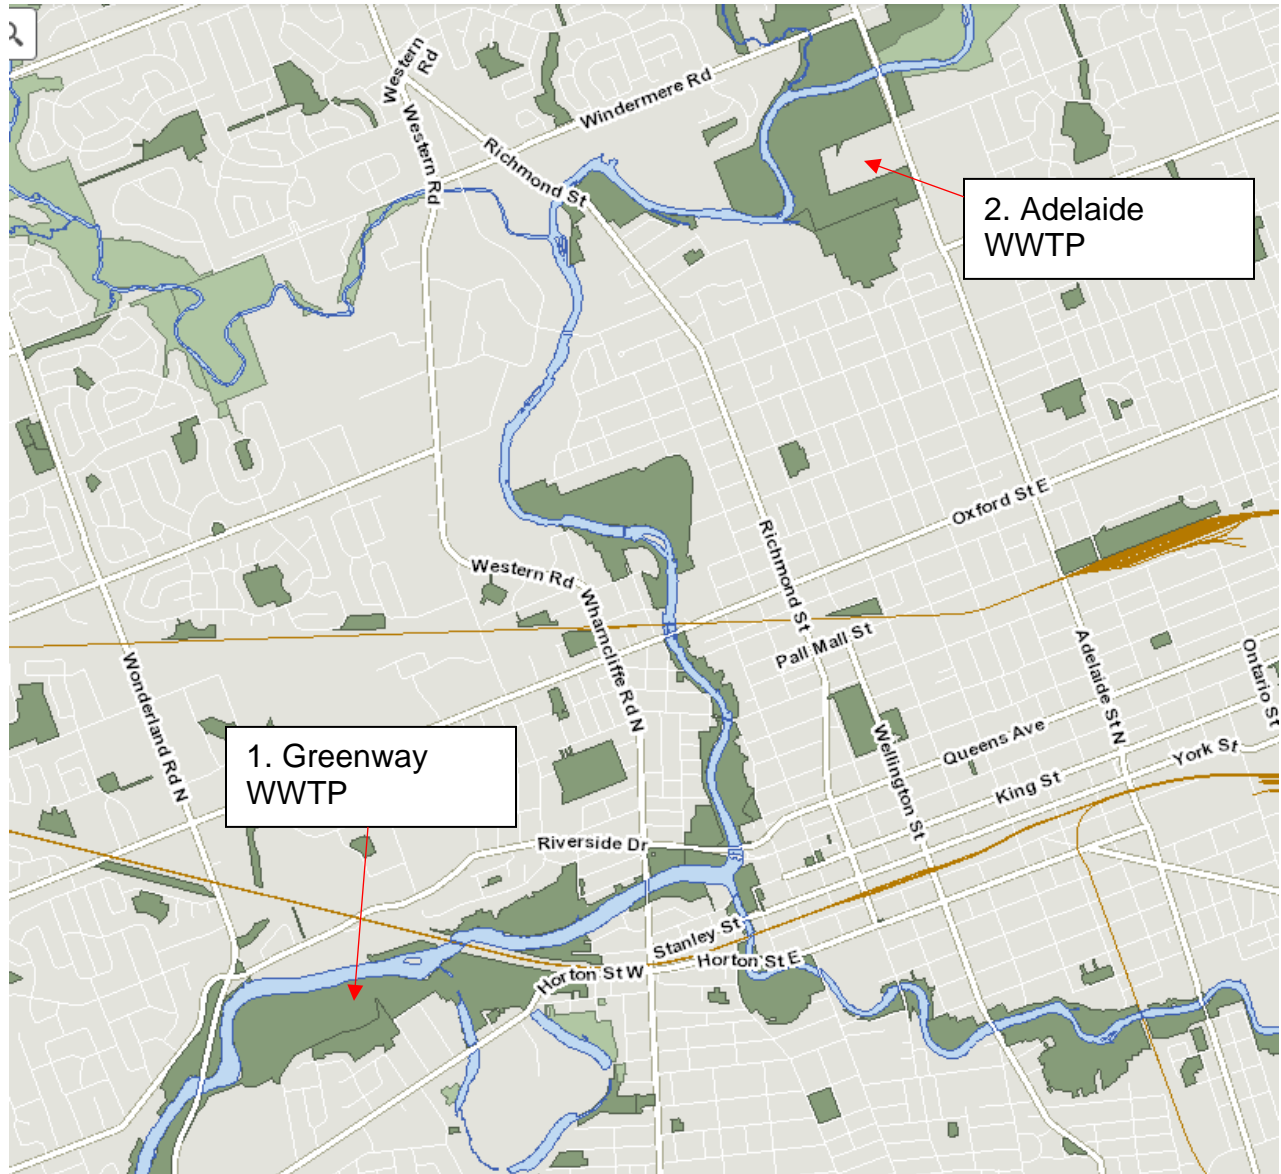 Western
Rd
Windermere Rd
Western Rd
Richmond St
2. Adelaide
WWTP
Oxford St E
Richmond St
Western Rd
Wharncliffe Rd N
Pall Mall St
Adelaide St N
Ontario St
Wonderland Rd N
Wellington St
Queens Ave
York St
King St
1. Greenway
WWTP
Riverside Dr
Stanley St
Horton St W
Horton St E